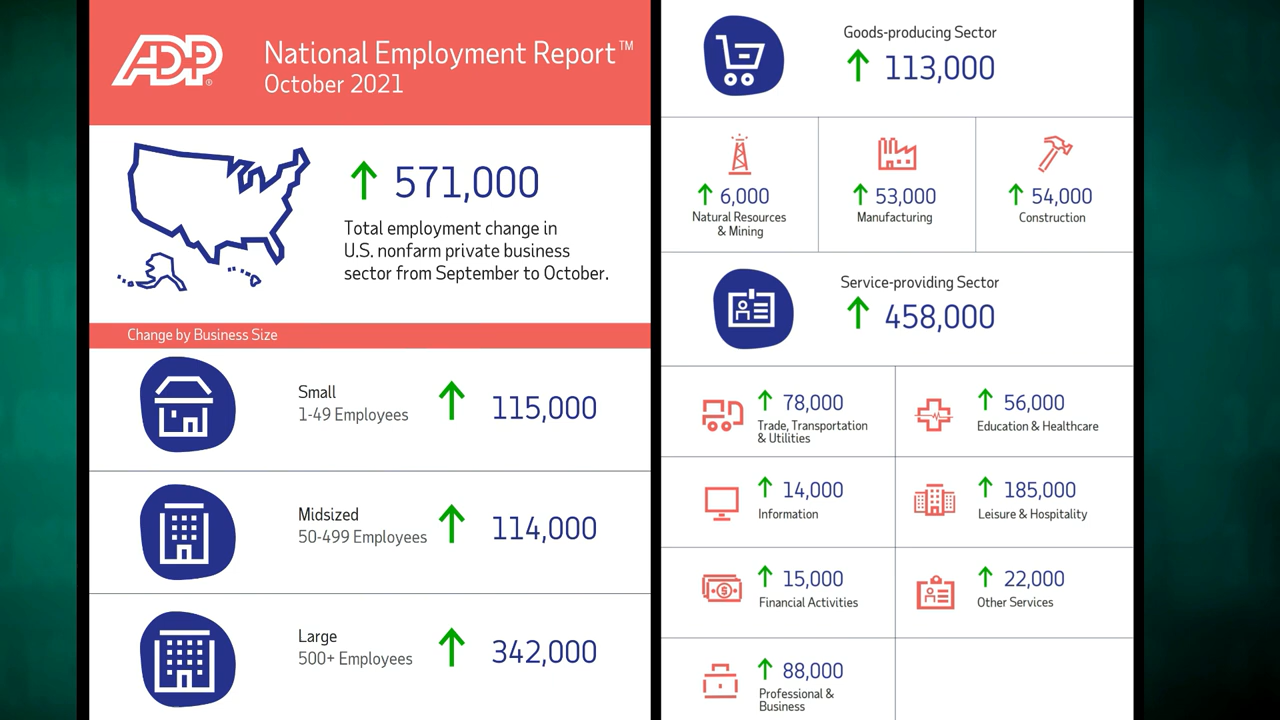 ADP®
National Employment Report™
October 2021
571,000
Total employment change in
U.S. nonfarm private business
sector from September to October.
Change by Business Size
Small
1-49 Employees
115,000
Midsized
50-499 Employees
114,000
Large
500+ Employees
342,000
Goods-producing Sector
113,000
6,000
Natural Resources
& Mining
53,000
Manufacturing
54,000
Construction
Service-providing Sector
458,000
78,000
Trade, Transportation
& Utilities
56,000
Education & Healthcare
14,000
Information
185,000
Leisure & Hospitality
15,000
Financial Activities
22,000
Other Services
88,000
Professional &
Business